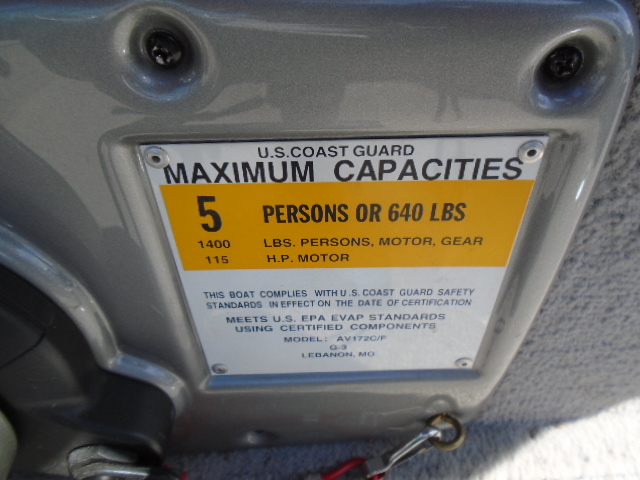 U.S. COAST GUARD
MAXIMUM CAPACITIES
5 PERSONS OR 640 LBS
1400 LBS. PERSONS, MOTOR, GEAR
115 H.P. MOTOR
THIS BOAT COMPLIES WITH U.S. COAST GUARD SAFETY
STANDARDS IN EFFECT ON THE DATE OF CERTIFICATION
MEETS U.S. EPA EVAP STANDARDS
USING CERTIFIED COMPONENTS
MODEL: AV172C/F
G-3
LEBANON, MO